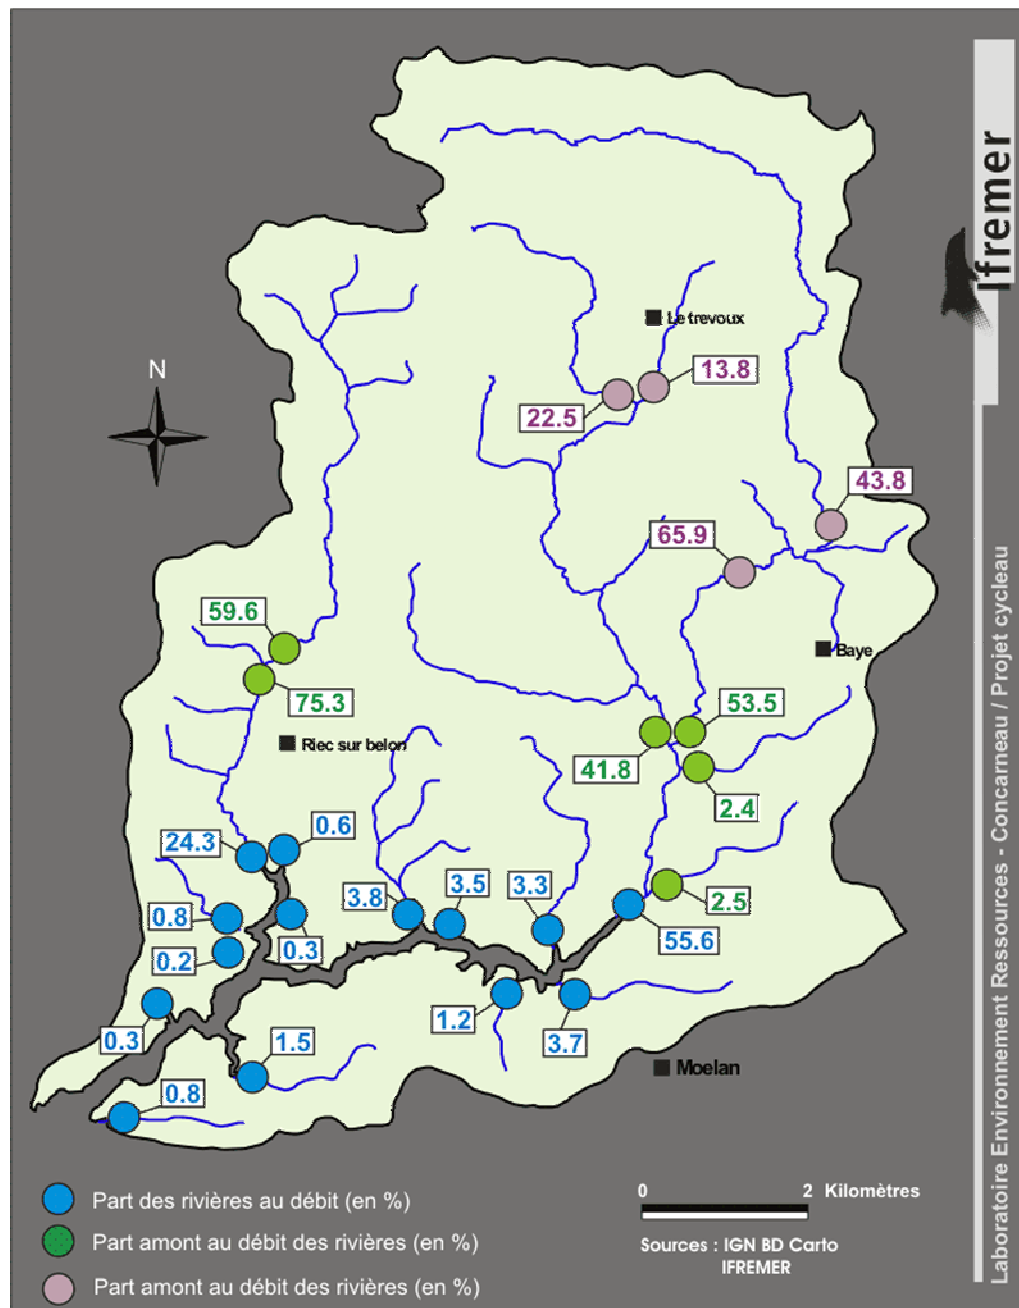 Ifremer
Le trevoux
13.8
22.5
N
43.8
65.9
59.6
Baye
75.3
53.5
Riec sur belon
41.8
2.4
0.6
24.3
3.8
3.5
3.3
2.5
0.8
0.3
55.6
0.2
1.2
0.3
1.5
3.7
Moelan
0.8
Part des rivières au débit (en %)
Part amont au débit des rivières (en %)
Part amont au débit des rivières (en %)
0 2 Kilomètres
Sources : IGN BD Carto
IFREMER
Laboratoire Environnement Ressources - Concarneau / Projet cycleau